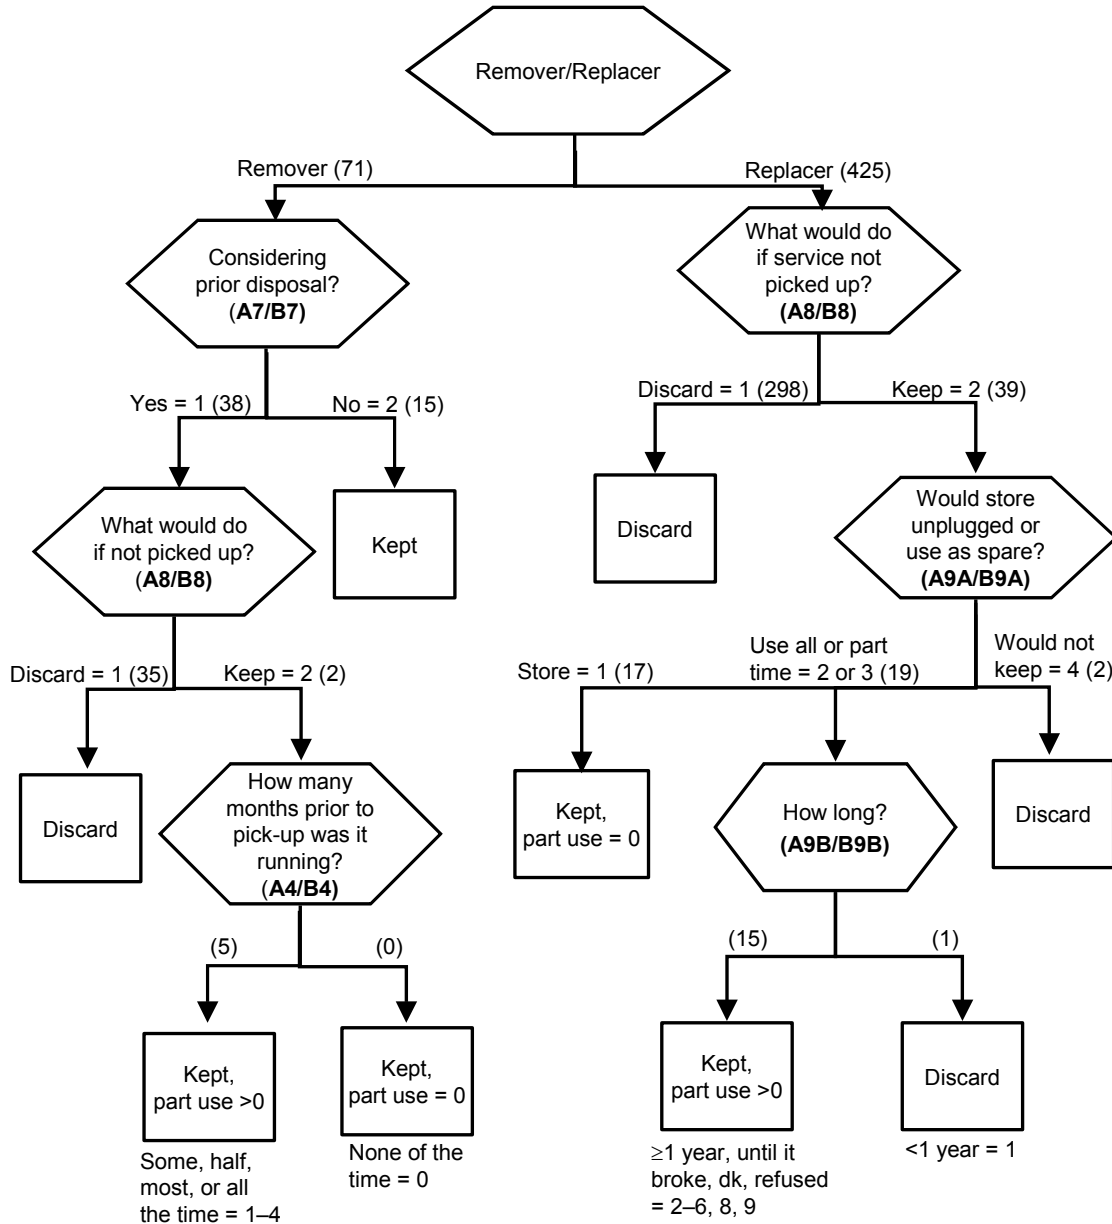 Remover/Replacer
Remover (71)
Replacer (425)
Considering
prior disposal?
(A7/B7)
What would do
if service not
picked up?
(A8/B8)
Yes = 1 (38)
No = 2 (15)
Discard = 1 (298)
Keep = 2 (39)
What would do
if not picked up?
(A8/B8)
Kept
Discard
Would store
unplugged or
use as spare?
(A9A/B9A)
Discard = 1 (35)
Keep = 2 (2)
Store = 1 (17)
Use all or part
time = 2 or 3 (19)
Would not
keep = 4 (2)
Discard
How many
months prior to
pick-up was it
running?
(A4/B4)
Kept,
part use = 0
How long?
(A9B/B9B)
Discard
(5)
(0)
(15)
(1)
Kept,
part use >0
Kept,
part use = 0
Kept,
part use >0
Discard
Some, half,
most, or all
the time = 1–4
None of the
time = 0
≥1 year, until it
broke, dk, refused
= 2–6, 8, 9
<1 year = 1